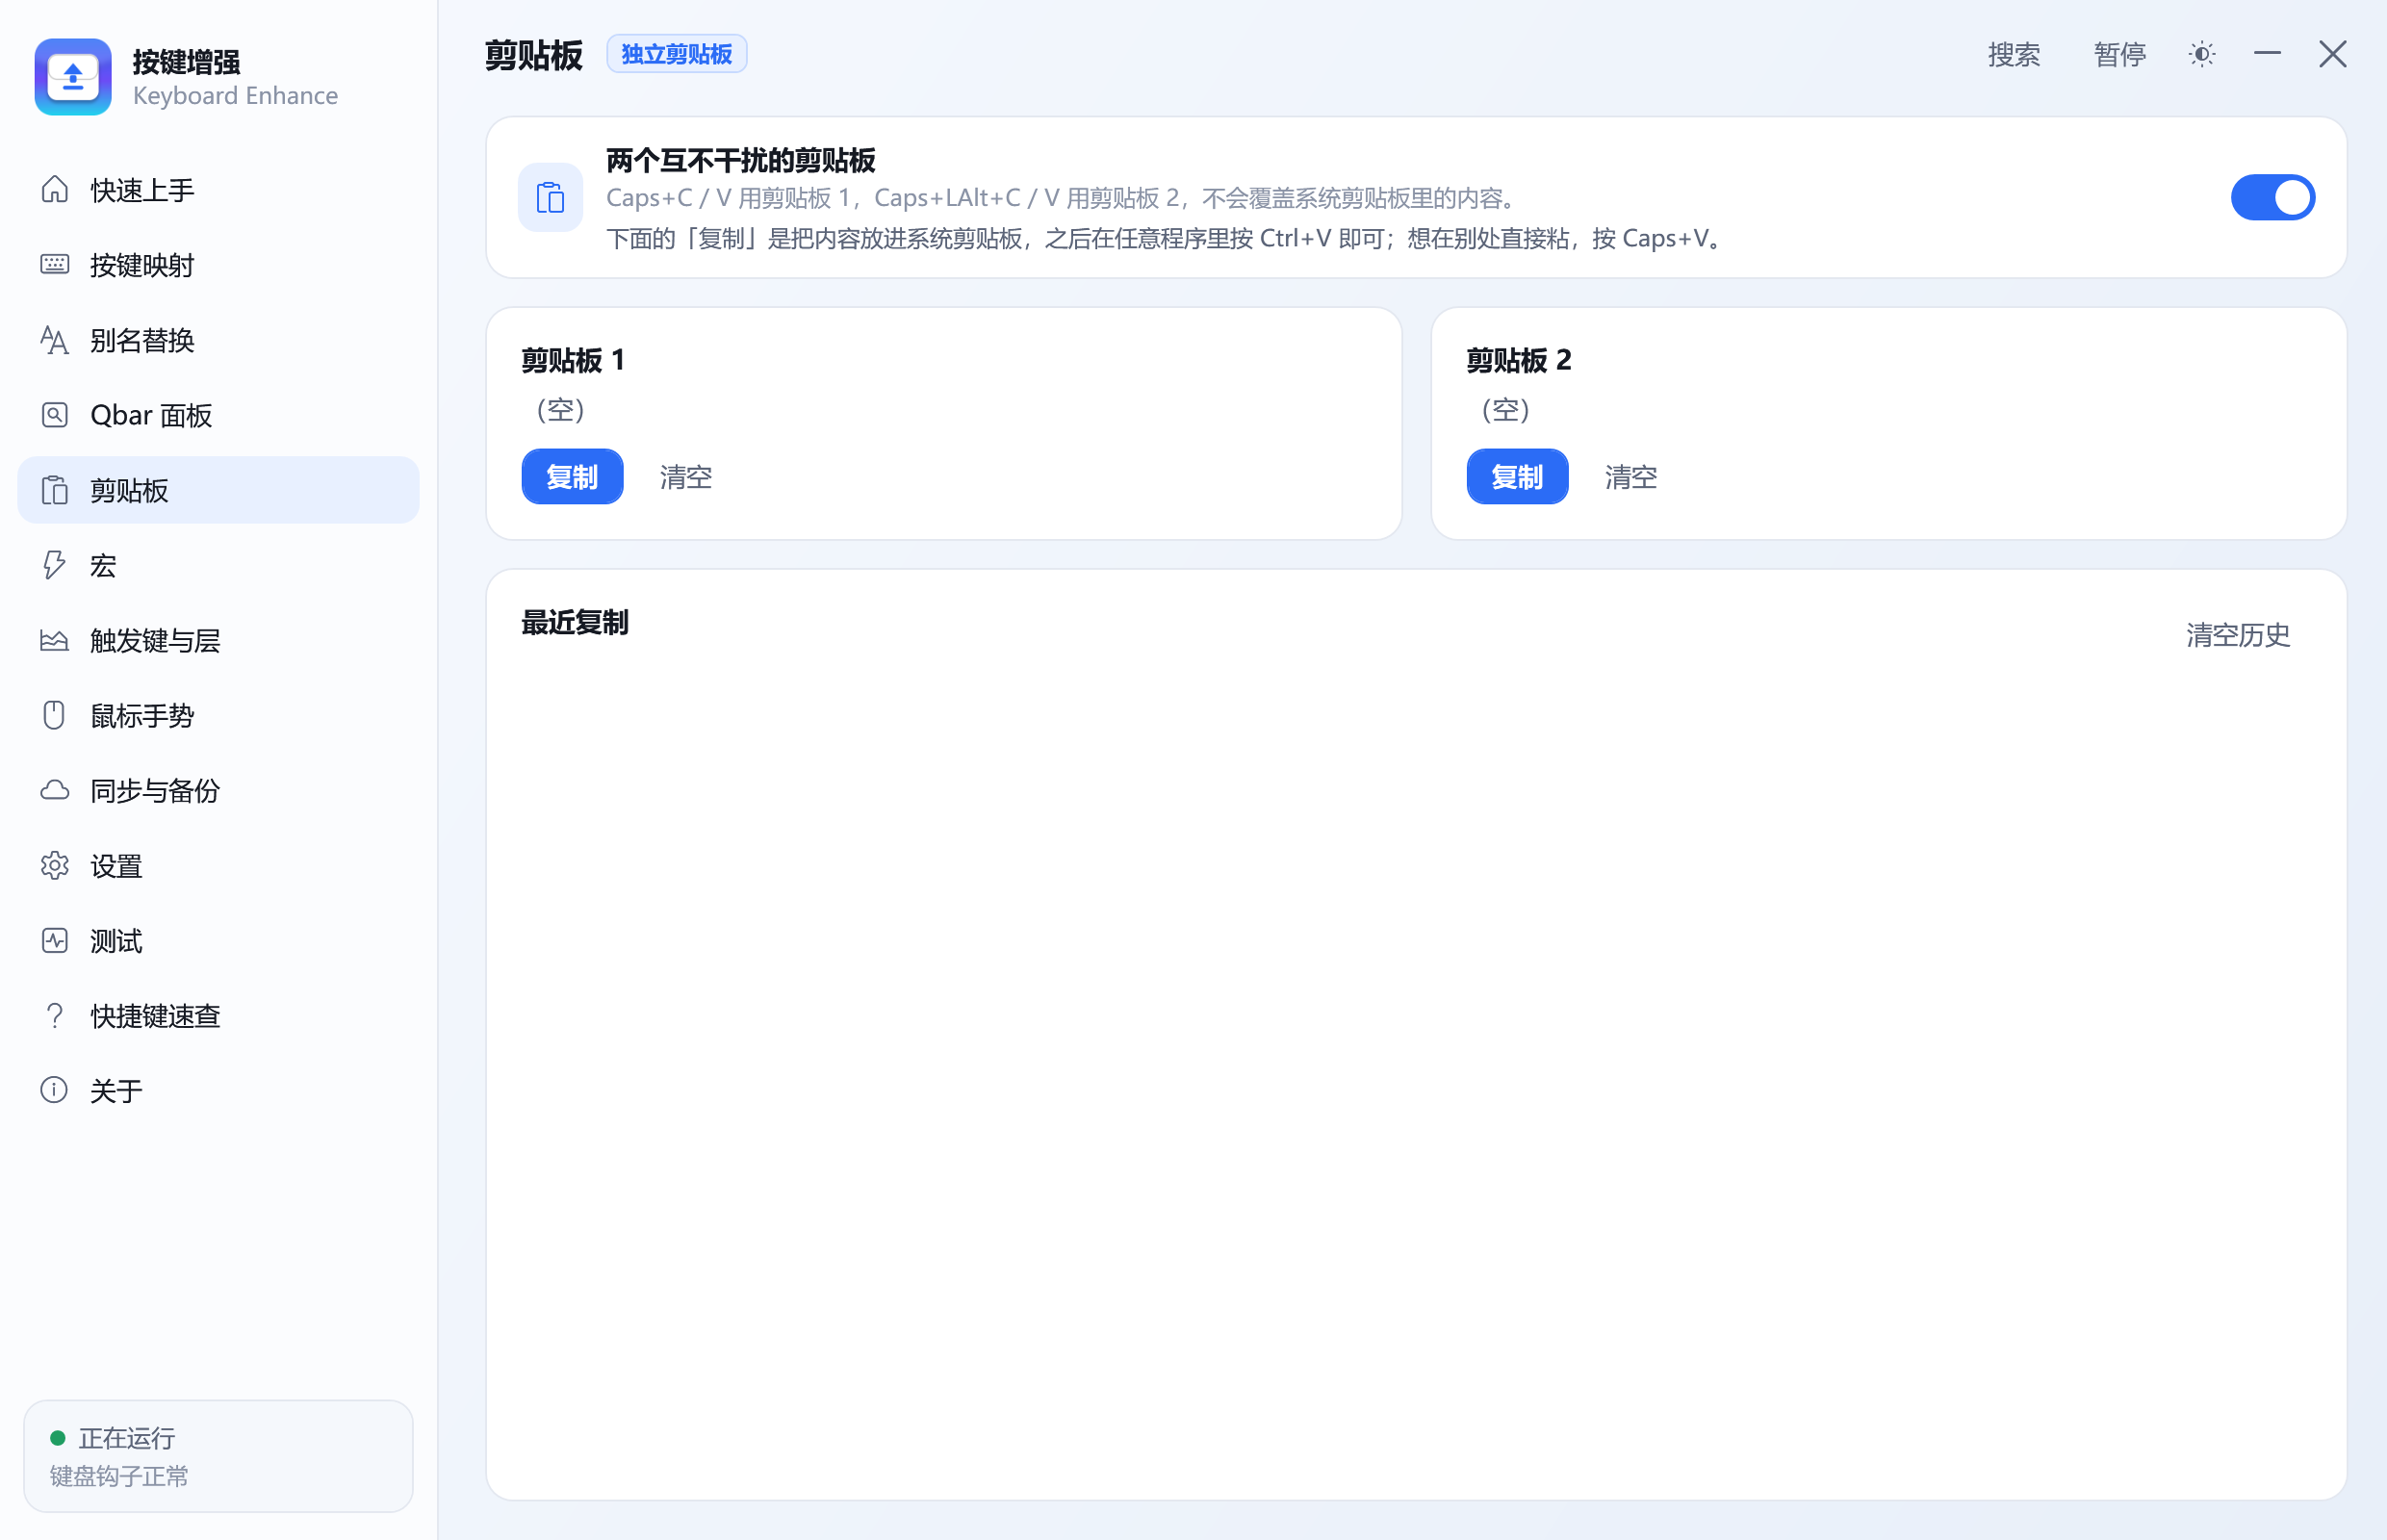 按键增强
Keyboard Enhance
快速上手
按键映射
别名替换
Qbar 面板
剪贴板
宏
触发键与层
鼠标手势
同步与备份
设置
测试
快捷键速查
关于
正在运行
键盘钩子正常
剪贴板
独立剪贴板
搜索
暂停
两个互不干扰的剪贴板
Caps+C / V 用剪贴板 1，Caps+LAlt+C / V 用剪贴板 2，不会覆盖系统剪贴板里的内容。
下面的「复制」是把内容放进系统剪贴板，之后在任意程序里按 Ctrl+V 即可；想在别处直接粘，按 Caps+V。
剪贴板 1
（空）
复制
清空
剪贴板 2
（空）
复制
清空
最近复制
清空历史